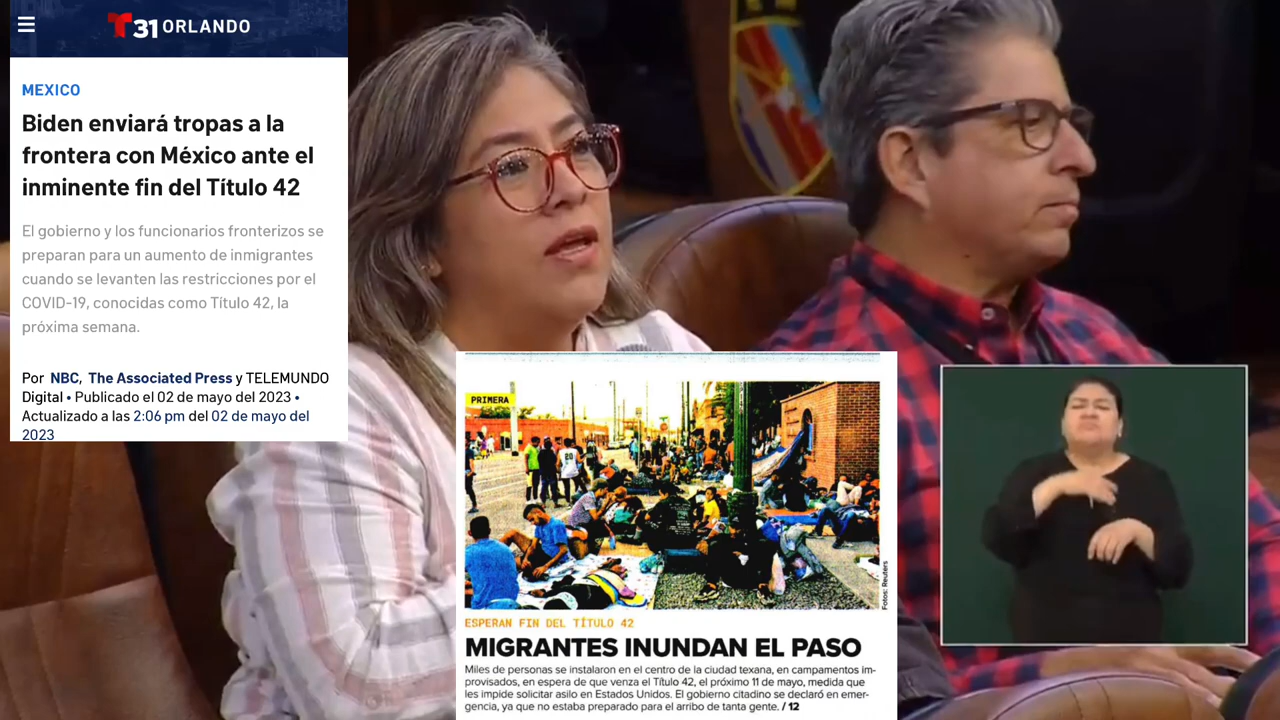 T 31 ORLANDO
MEXICO
Biden enviará tropas a la
frontera con México ante el
inminente fin del Título 42
El gobierno y los funcionarios fronterizos se
preparan para un aumento de inmigrantes
cuando se levanten las restricciones por el
COVID-19, conocidas como Título 42, la
próxima semana.
Por NBC, The Associated Press y TELEMUNDO
Digital • Publicado el 02 de mayo del 2023 •
Actualizado a las 2:06 pm del 02 de mayo del
2023
PRIMERA
Fotos: Reuters
ESPERAN FIN DEL TÍTULO 42
MIGRANTES INUNDAN EL PASO
Miles de personas se instalaron en el centro de la ciudad texana, en campamentos im-
provisados, en espera de que venza el Título 42, el próximo 11 de mayo, medida que
les impide solicitar asilo en Estados Unidos. El gobierno citadino se declaró en emer-
gencia, ya que no estaba preparado para el arribo de tanta gente. / 12